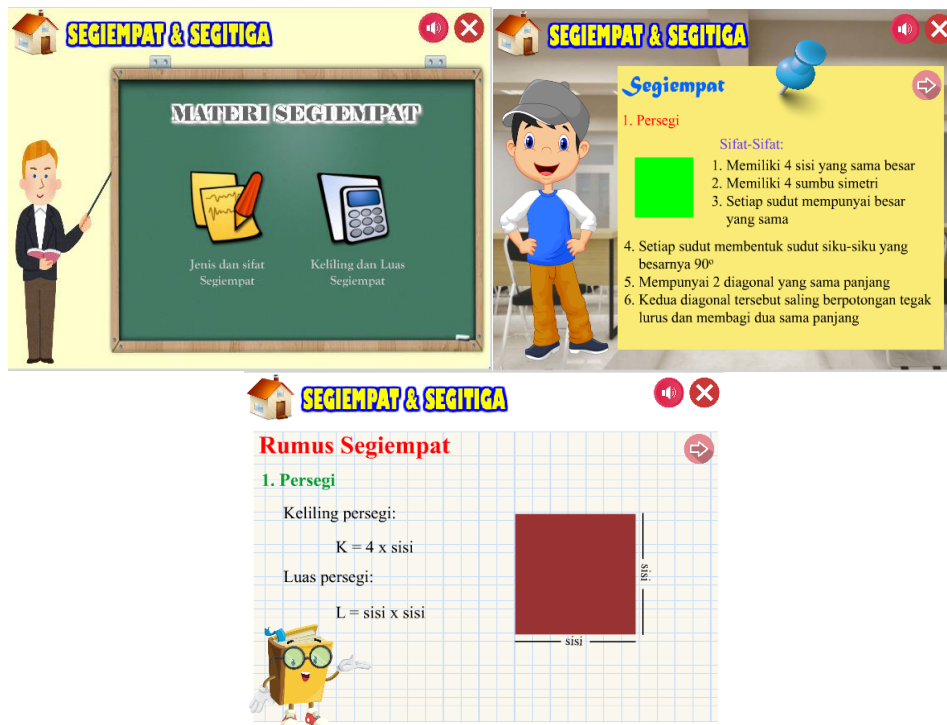 SEGIEMPAT & SEGITIGA
MATERI SEGIEMPAT
Jenis dan sifat
Segiempat
Keliling dan Luas
Segiempat
SEGIEMPAT & SEGITIGA
Segiempat
1. Persegi
Sifat-Sifat:
1. Memiliki 4 sisi yang sama besar
2. Memiliki 4 sumbu simetri
3. Setiap sudut mempunyai besar
yang sama
4. Setiap sudut membentuk sudut siku-siku yang
besarnya 90º
5. Mempunyai 2 diagonal yang sama panjang
6. Kedua diagonal tersebut saling berpotongan tegak
lurus dan membagi dua sama panjang
SEGIEMPAT & SEGITIGA
Rumus Segiempat
1. Persegi
Keliling persegi:
K = 4 x sisi
Luas persegi:
L = sisi x sisi
sisi
sisi